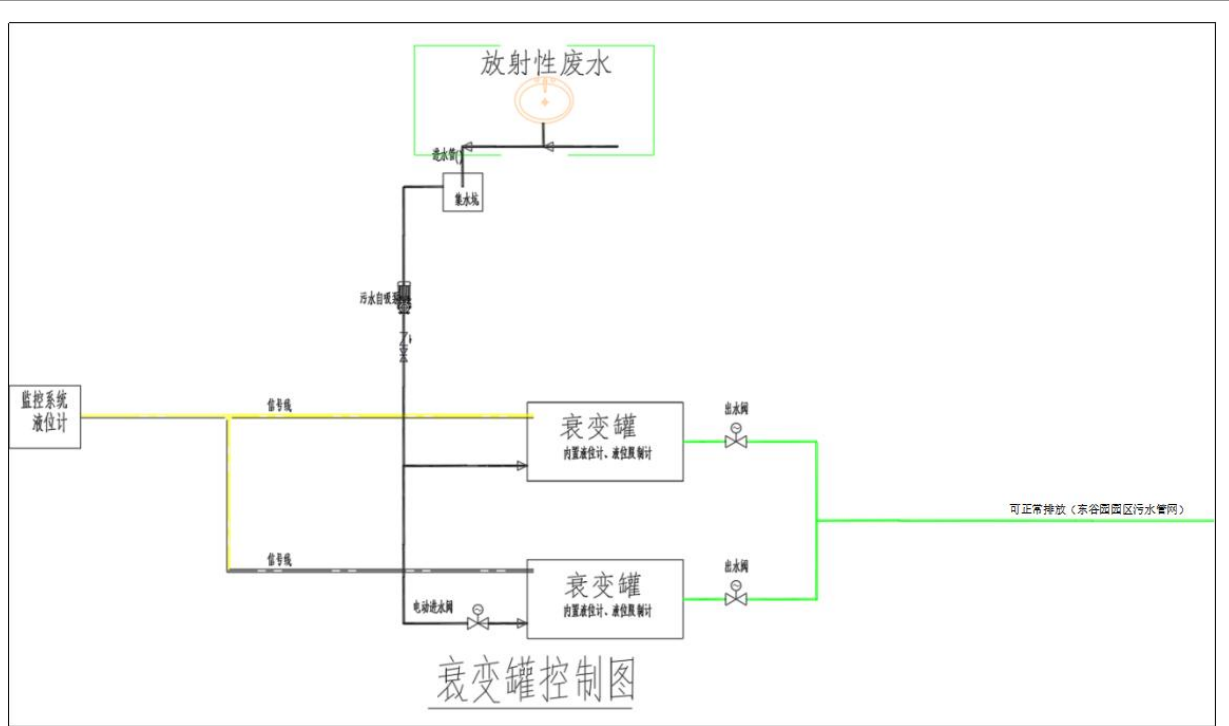 放射性废水
进水管()
集水坑
污水自吸泵
监控系统
液位计
信号线
衰变罐
内置液位计、液位限制计
出水阀
可正常排放（东谷园园区污水管网）
信号线
衰变罐
内置液位计、液位限制计
出水阀
电动进水阀
衰变罐控制图